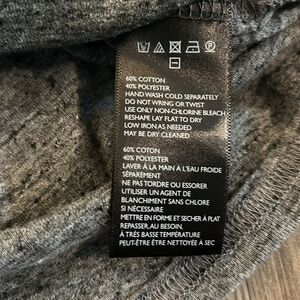 60% COTTON
40% POLYESTER
HAND WASH COLD SEPARATELY
DO NOT WRING OR TWIST
USE ONLY NON-CHLORINE BLEACH
RESHAPE LAY FLAT TO DRY
LOW IRON AS NEEDED
MAY BE DRY CLEANED
60% COTTON
40% POLYESTER
LAVER À LA MAIN À L'EAU FROIDE
SÉPARÉMENT
NE PAS TORDRE OU ESSORER
UTILISER UN AGENT DE
BLANCHIMENT SANS CHLORE
SI NÉCESSAIRE
METTRE EN FORME ET SECHER À PLAT
REPASSER, AU BESOIN,
À TRÈS BASSE TEMPÉRATURE
PEUT-ÊTRE ÊTRE NETTOYÉE À SEC